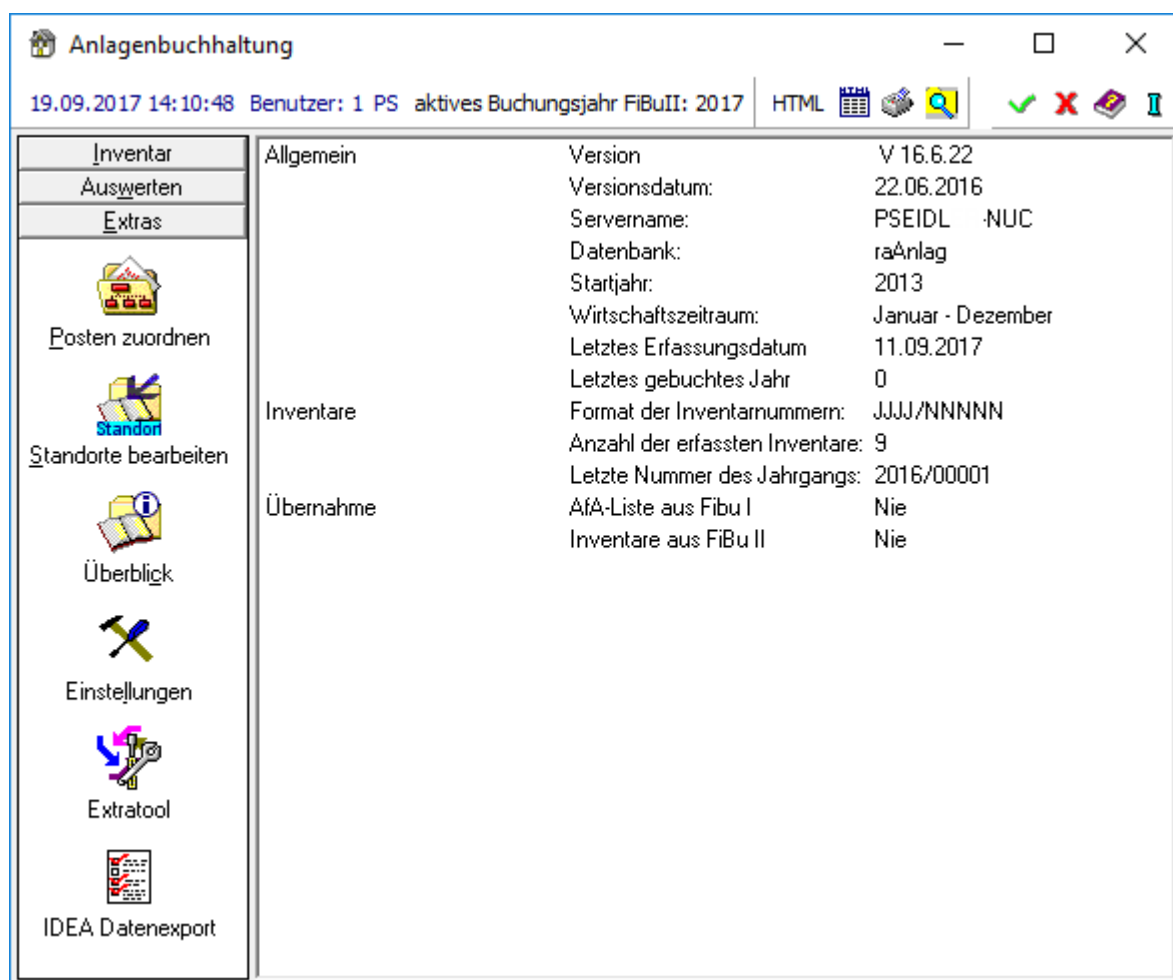 Anlagenbuchhaltung
19.09.2017 14:10:48 Benutzer: 1 PS aktives Buchungsjahr FiBuII: 2017 HTML
Inventar
Auswerten
Extras
Posten zuordnen
Standort
Standorte bearbeiten
Überblick
Einstellungen
Extratool
IDEA Datenexport
Allgemein Version V 16.6.22
Versionsdatum: 22.06.2016
Servername: PSEIDL -NUC
Datenbank: raAnlag
Startjahr: 2013
Wirtschaftszeitraum: Januar - Dezember
Letztes Erfassungsdatum 11.09.2017
Letztes gebuchtes Jahr 0
Inventare Format der Inventarnummern: JJJJ/NNNNN
Anzahl der erfassten Inventare: 9
Letzte Nummer des Jahrgangs: 2016/00001
Übernahme AfA-Liste aus Fibu I Nie
Inventare aus FiBu II Nie